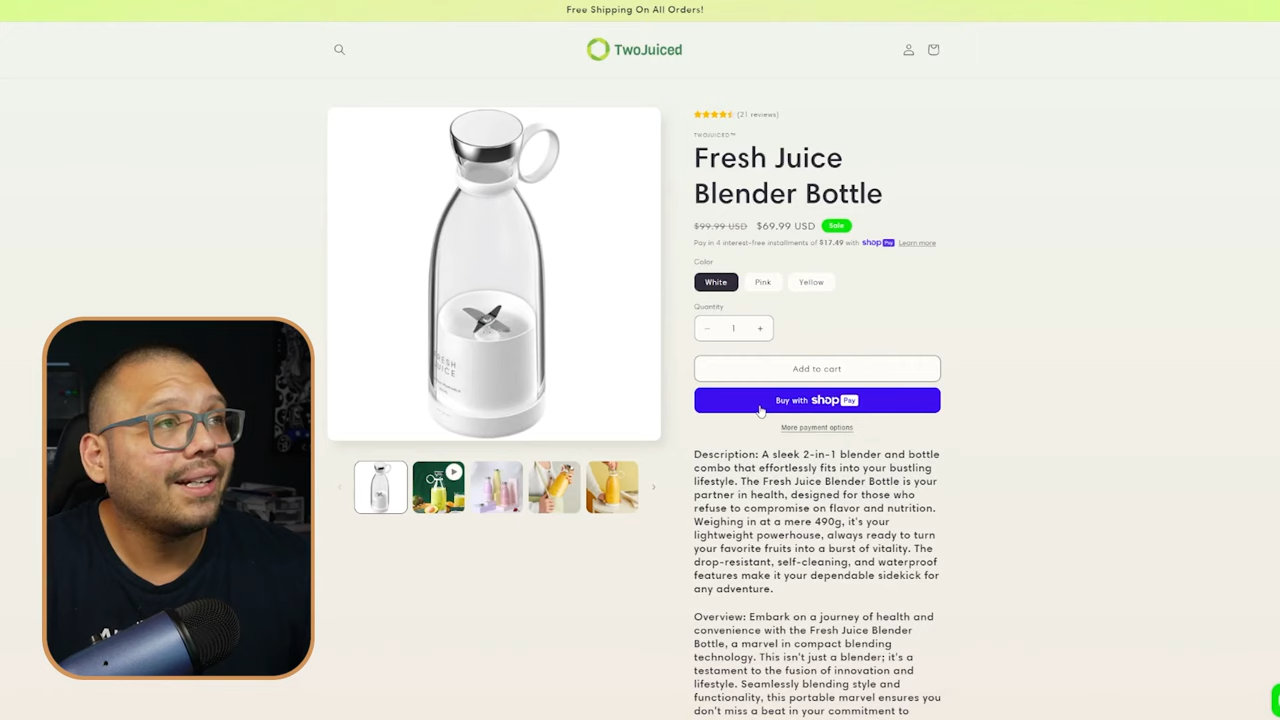 Free Shipping On All Orders!
TwoJuiced
(21 reviews)
TWOJUICED™
Fresh Juice
Blender Bottle
$99.99 USD $69.99 USD Sale
Pay in 4 interest-free installments of $17.49 with shop Pay Learn more
Color
White Pink Yellow
Quantity
− 1 +
Add to cart
Buy with shop Pay
More payment options
Description: A sleek 2-in-1 blender and bottle
combo that effortlessly fits into your bustling
lifestyle. The Fresh Juice Blender Bottle is your
partner in health, designed for those who
refuse to compromise on flavor and nutrition.
Weighing in at a mere 490g, it's your
lightweight powerhouse, always ready to turn
your favorite fruits into a burst of vitality. The
drop-resistant, self-cleaning, and waterproof
features make it your dependable sidekick for
any adventure.
Overview: Embark on a journey of health and
convenience with the Fresh Juice Blender
Bottle, a marvel in compact blending
technology. This isn't just a blender; it's a
testament to the fusion of innovation and
lifestyle. Seamlessly blending style and
functionality, this portable marvel ensures you
don't miss a beat in your commitment to